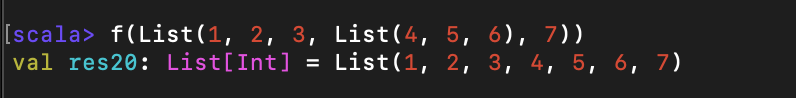 scala> f(List(1, 2, 3, List(4, 5, 6), 7))
val res20: List[Int] = List(1, 2, 3, 4, 5, 6, 7)